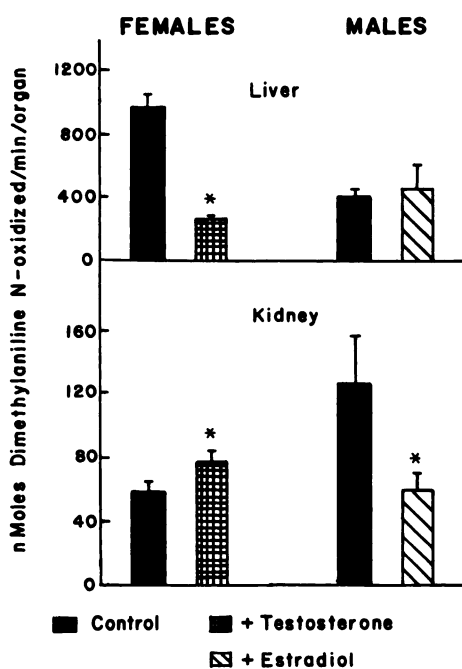 FEMALES MALES
nMoles Dimethylaniline N-oxidized/min/organ
Liver
1200
800
400
0
*
Kidney
160
120
80
40
0
*
*
Control + Testosterone
+ Estradiol